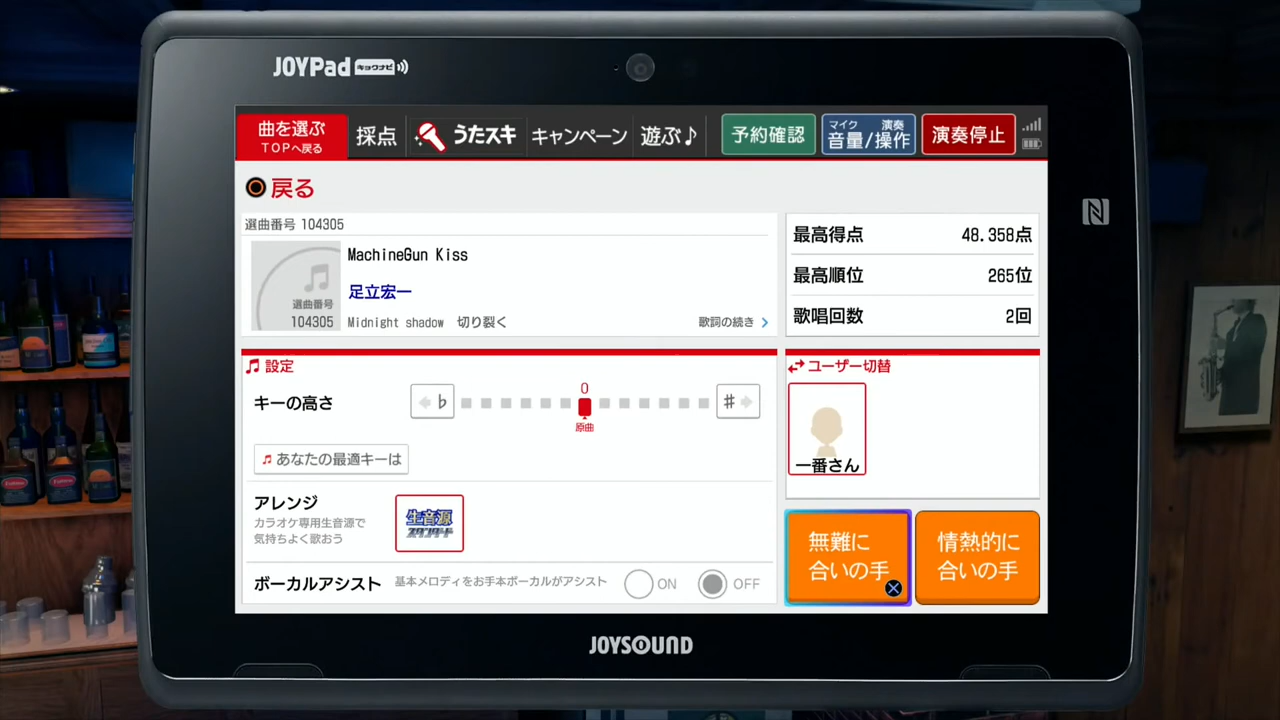 JOYPad キョクナビ
曲を選ぶ
TOPへ戻る
採点
うたスキ
キャンペーン
遊ぶ♪
予約確認
マイク 演奏
音量/操作
演奏停止
戻る
選曲番号 104305
選曲番号
104305
MachineGun Kiss
足立宏一
Midnight shadow 切り裂く
歌詞の続き
最高得点 48.358点
最高順位 265位
歌唱回数 2回
設定
キーの高さ
♭
0
原曲
♯
あなたの最適キーは
アレンジ
カラオケ専用生音源で
気持ちよく歌おう
生音源
スタンダード
ボーカルアシスト
基本メロディをお手本ボーカルがアシスト
ON
OFF
ユーザー切替
一番さん
無難に
合いの手
情熱的に
合いの手
JOYSOUND